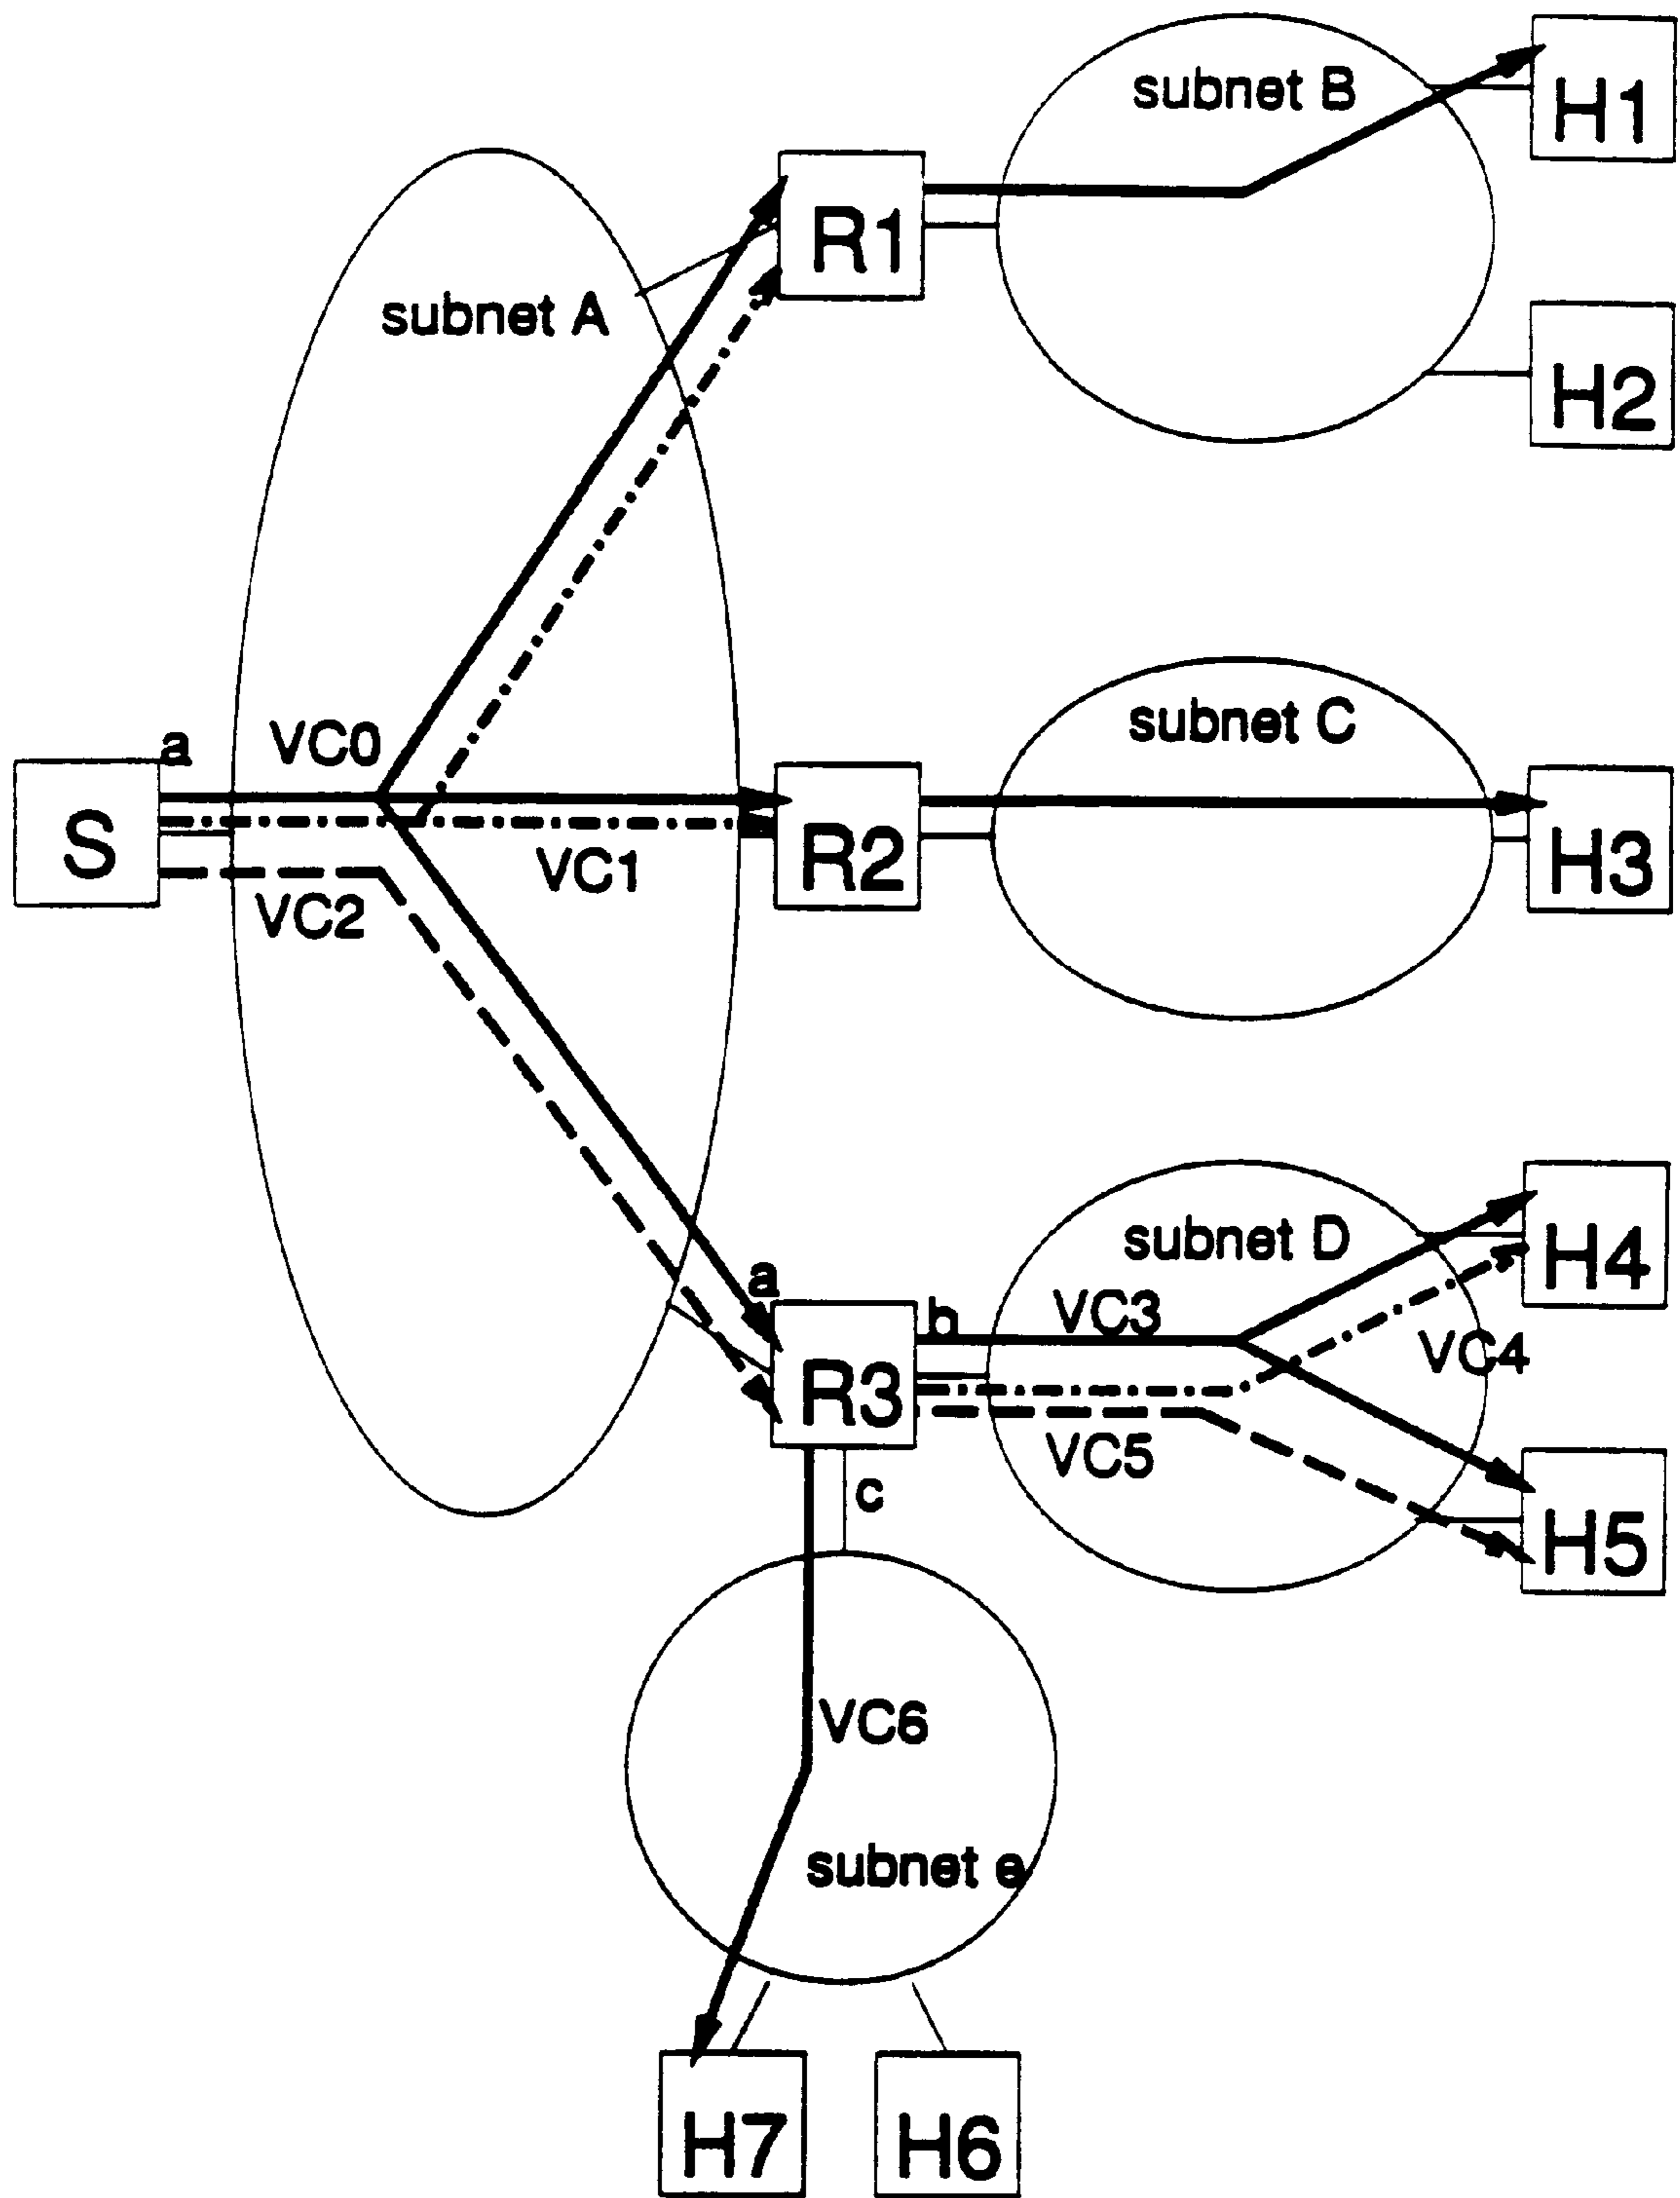 subnet B
H1
R1
subnet A
H2
a
VC0
subnet C
S
VC1
R2
H3
VC2
subnet D
H4
a
b
VC3
VC4
R3
VC5
c
H5
VC6
subnet e
H7
H6